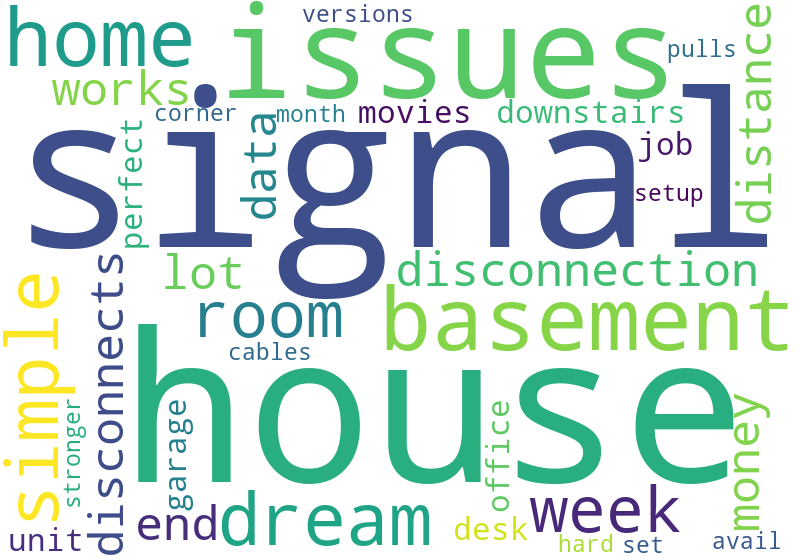 versions
home
issues
pulls
works
corner
month
movies
downstairs
distance
signal
data
perfect
job
setup
lot
disconnection
disconnects
simple
room
basement
cables
house
stronger
garage
office
money
unit
end
dream
desk
week
hard
set
avail